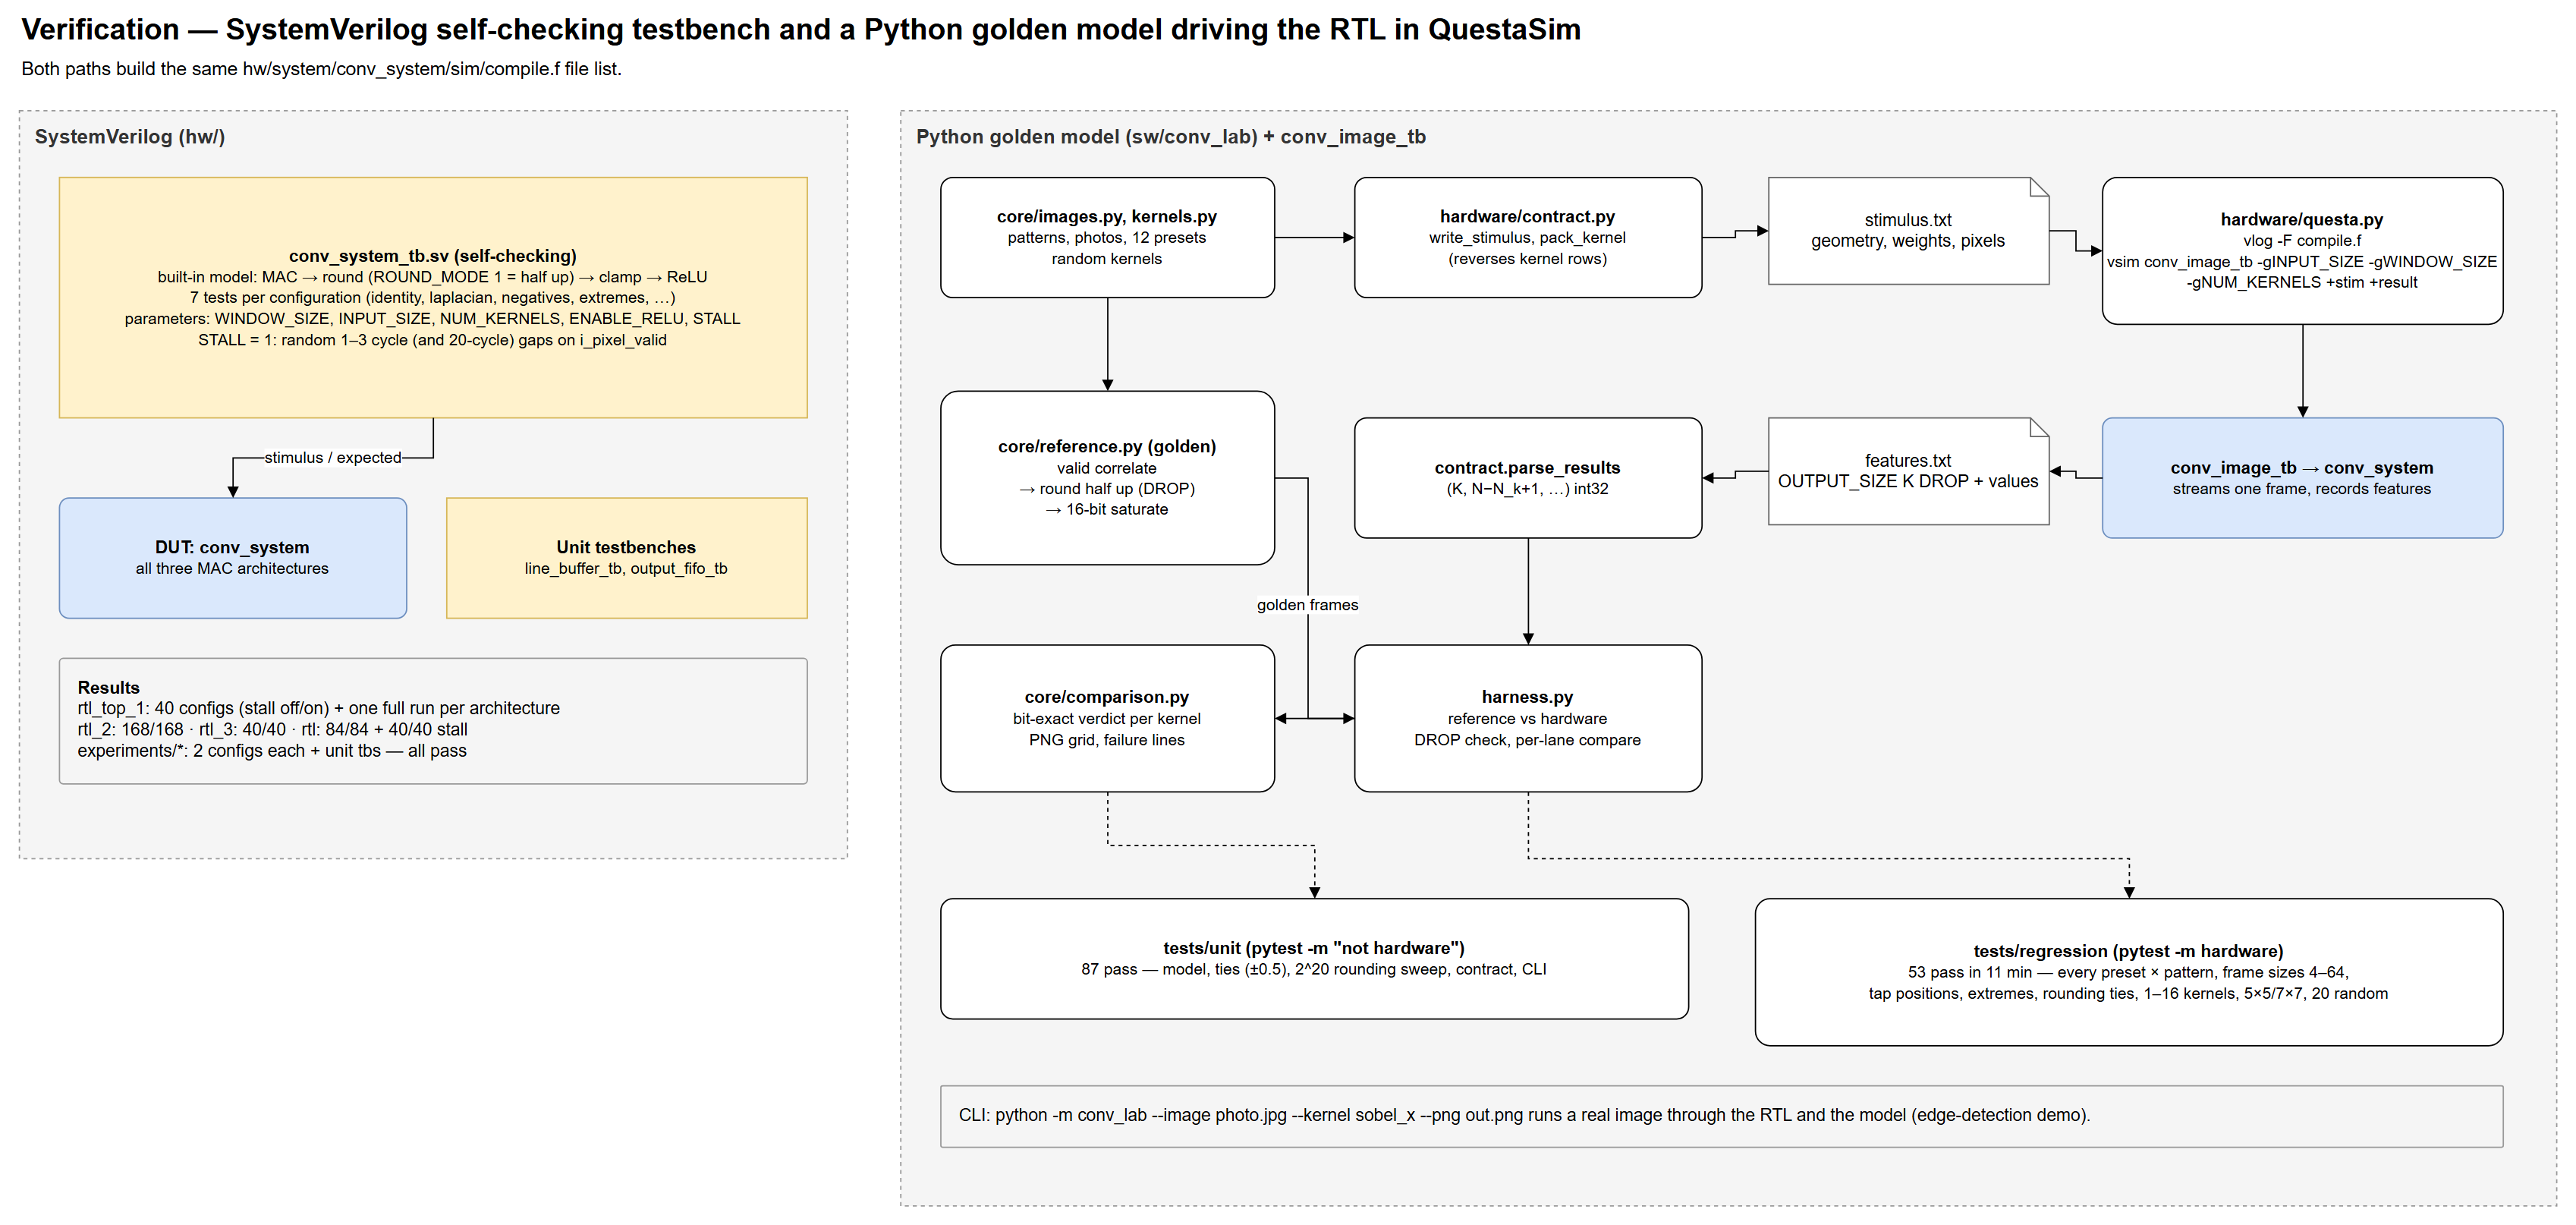 Verification — SystemVerilog self-checking testbench and a Python golden model driving the RTL in QuestaSim
Both paths build the same hw/system/conv_system/sim/compile.f file list.
SystemVerilog (hw/)
conv_system_tb.sv (self-checking)
built-in model: MAC → round (ROUND_MODE 1 = half up) → clamp → ReLU
7 tests per configuration (identity, laplacian, negatives, extremes, …)
parameters: WINDOW_SIZE, INPUT_SIZE, NUM_KERNELS, ENABLE_RELU, STALL
STALL = 1: random 1–3 cycle (and 20-cycle) gaps on i_pixel_valid
stimulus / expected
DUT: conv_system
all three MAC architectures
Unit testbenches
line_buffer_tb, output_fifo_tb
Results
rtl_top_1: 40 configs (stall off/on) + one full run per architecture
rtl_2: 168/168 · rtl_3: 40/40 · rtl: 84/84 + 40/40 stall
experiments/*: 2 configs each + unit tbs — all pass
Python golden model (sw/conv_lab) + conv_image_tb
core/images.py, kernels.py
patterns, photos, 12 presets
random kernels
hardware/contract.py
write_stimulus, pack_kernel
(reverses kernel rows)
stimulus.txt
geometry, weights, pixels
hardware/questa.py
vlog -F compile.f
vsim conv_image_tb -gINPUT_SIZE -gWINDOW_SIZE
-gNUM_KERNELS +stim +result
core/reference.py (golden)
valid correlate
→ round half up (DROP)
→ 16-bit saturate
contract.parse_results
(K, N−N_k+1, …) int32
features.txt
OUTPUT_SIZE K DROP + values
conv_image_tb → conv_system
streams one frame, records features
golden frames
core/comparison.py
bit-exact verdict per kernel
PNG grid, failure lines
harness.py
reference vs hardware
DROP check, per-lane compare
tests/unit (pytest -m "not hardware")
87 pass — model, ties (±0.5), 2^20 rounding sweep, contract, CLI
tests/regression (pytest -m hardware)
53 pass in 11 min — every preset × pattern, frame sizes 4–64,
tap positions, extremes, rounding ties, 1–16 kernels, 5×5/7×7, 20 random
CLI: python -m conv_lab --image photo.jpg --kernel sobel_x --png out.png runs a real image through the RTL and the model (edge-detection demo).